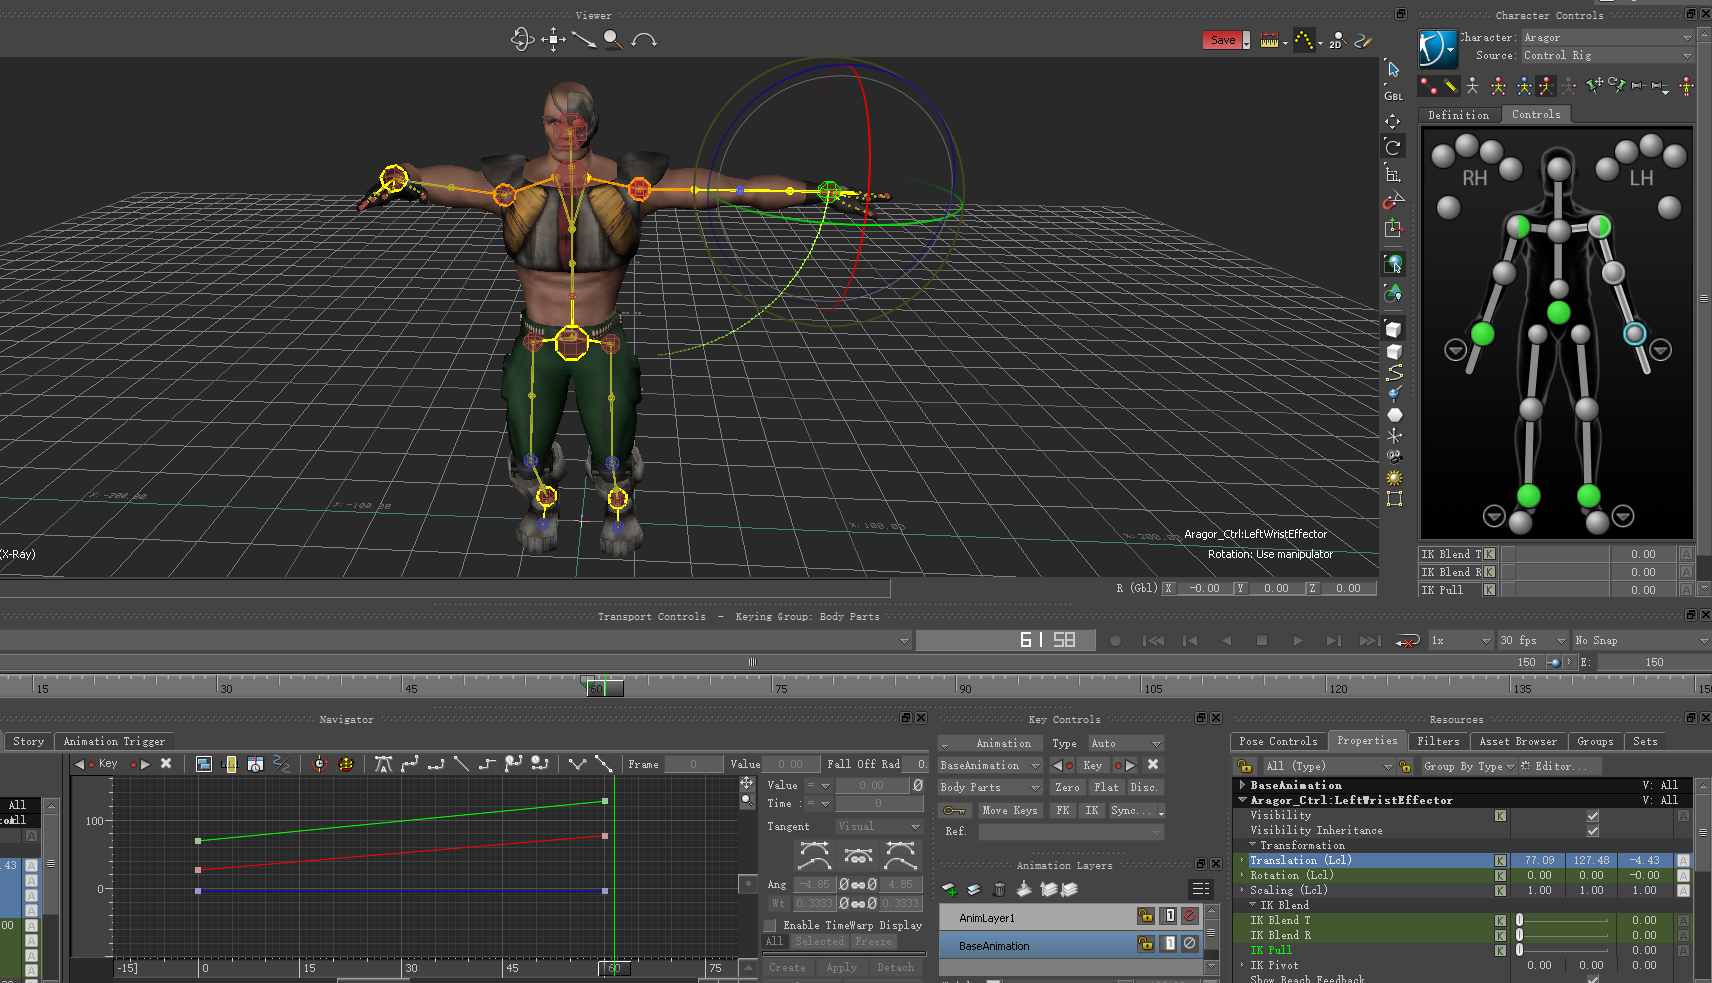 Viewer
Character Controls
Save
2D
Character: Aragor
Source: Control Rig
GBL
Definition
Controls
RH
LH
X:-200.00
X:-100.00
X:100.00
X:200.00
(X-Ray)
Aragor_Ctrl:LeftWristEffector
Rotation: Use manipulator
IK Blend T K 0.00 A
IK Blend R K 0.00 A
IK Pull K 0.00 A
R (Gbl) X -0.00 Y 0.00 Z 0.00
Transport Controls - Keying Group: Body Parts
61 58
1x
30 fps
No Snap
150 E: 150
15 30 45 60 75 90 105 120 135 150
Navigator
Story
Animation Trigger
Key
Frame 0
Value 0.00
Fall Off Rad 0.
All
All
A
.43 A
00 A
100
0
[-15] 0 15 30 45 60 75
Value = 0.00
Time : = 0
Tangent Visual
Ang -4.85 4.85
Wt 0.3333 0.3333
Enable TimeWarp Display
All Selected Freeze
Create Apply Detach
Key Controls
Animation Type Auto
BaseAnimation Key
Body Parts Zero Flat Disc.
Move Keys FK IK Sync...
Ref.
Animation Layers
AnimLayer1 1
BaseAnimation 1
Resources
Pose Controls Properties Filters Asset Browser Groups Sets
All (Type) Group By Type Editor...
BaseAnimation V: All
Aragor_Ctrl:LeftWristEffector V: All
Visibility K A
Visibility Inheritance
Transformation
Translation (Lcl) K 77.09 127.48 -4.43 A
Rotation (Lcl) K 0.00 0.00 -0.00 A
Scaling (Lcl) K 1.00 1.00 1.00 A
IK Blend
IK Blend T K 0.00 A
IK Blend R K 0.00 A
IK Pull K 0.00 A
IK Pivot 0.00 0.00 0.00
Show Reach Feedback